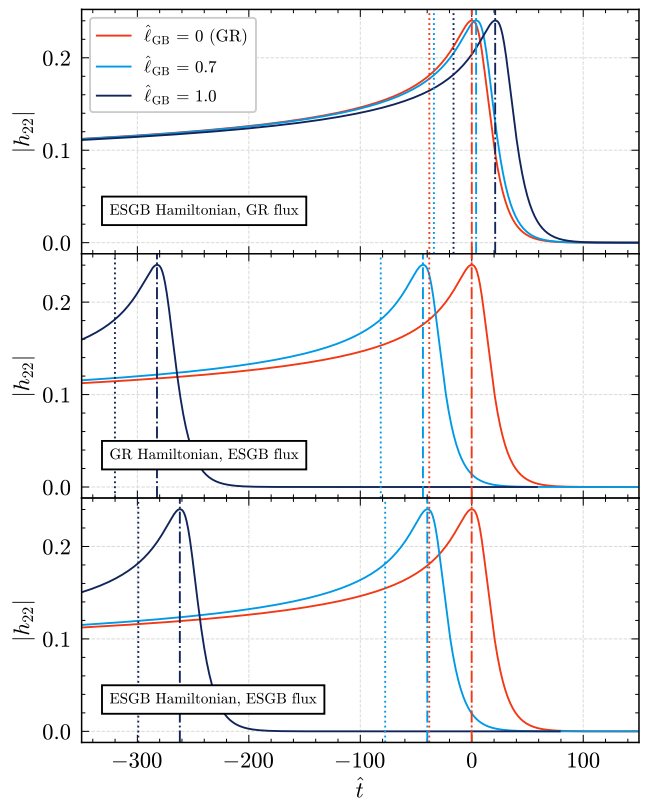 ℓ̂_GB = 0 (GR)
ℓ̂_GB = 0.7
ℓ̂_GB = 1.0
0.2
0.1
0.0
|h_22|
ESGB Hamiltonian, GR flux
0.2
0.1
0.0
|h_22|
GR Hamiltonian, ESGB flux
0.2
0.1
0.0
|h_22|
ESGB Hamiltonian, ESGB flux
−300 −200 −100 0 100
t̂